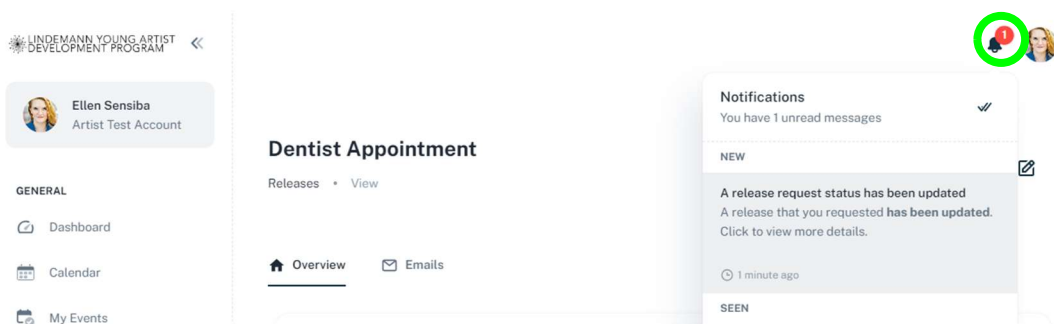 LINDEMANN YOUNG ARTIST
DEVELOPMENT PROGRAM
1
Ellen Sensiba
Artist Test Account
GENERAL
Dashboard
Calendar
My Events
Dentist Appointment
Releases • View
Overview
Emails
Notifications
You have 1 unread messages
NEW
A release request status has been updated
A release that you requested has been updated.
Click to view more details.
1 minute ago
SEEN